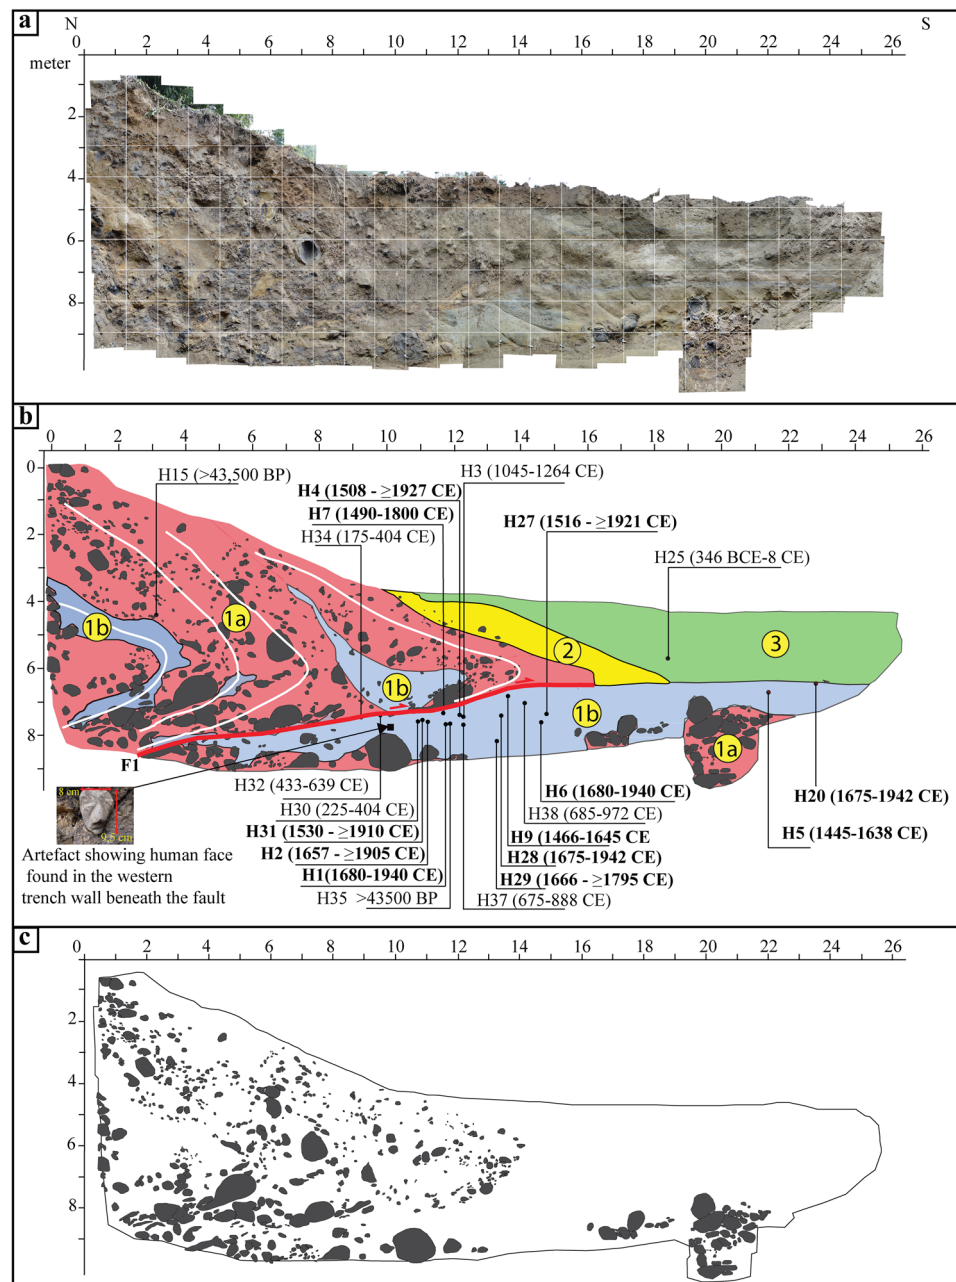 a
N S
0 2 4 6 8 10 12 14 16 18 20 22 24 26
meter
2
4
6
8
b
0 2 4 6 8 10 12 14 16 18 20 22 24 26
0
2
4
6
8
H15 (>43,500 BP)
H3 (1045-1264 CE)
H4 (1508 - ≥1927 CE)
H7 (1490-1800 CE)
H34 (175-404 CE)
H27 (1516 - ≥1921 CE)
H25 (346 BCE-8 CE)
1b
1a
2
3
1b
1b
1a
F1
H32 (433-639 CE)
H30 (225-404 CE)
H31 (1530 - ≥1910 CE)
H2 (1657 - ≥1905 CE)
H1(1680-1940 CE)
H35 >43500 BP
H6 (1680-1940 CE)
H38 (685-972 CE)
H9 (1466-1645 CE)
H28 (1675-1942 CE)
H29 (1666 - ≥1795 CE)
H37 (675-888 CE)
H20 (1675-1942 CE)
H5 (1445-1638 CE)
8 cm
9.5 cm
Artefact showing human face
found in the western
trench wall beneath the fault
c
0 2 4 6 8 10 12 14 16 18 20 22 24 26
2
4
6
8